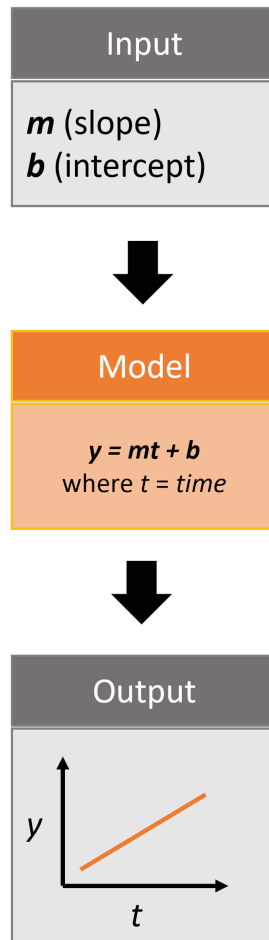 Input
m (slope)
b (intercept)
Model
y = mt + b
where t = time
Output
y
t